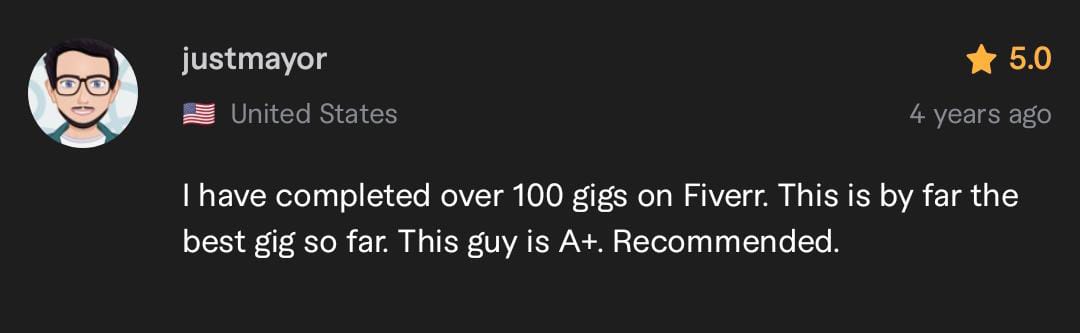 justmayor
5.0
United States
4 years ago
I have completed over 100 gigs on Fiverr. This is by far the
best gig so far. This guy is A+. Recommended.